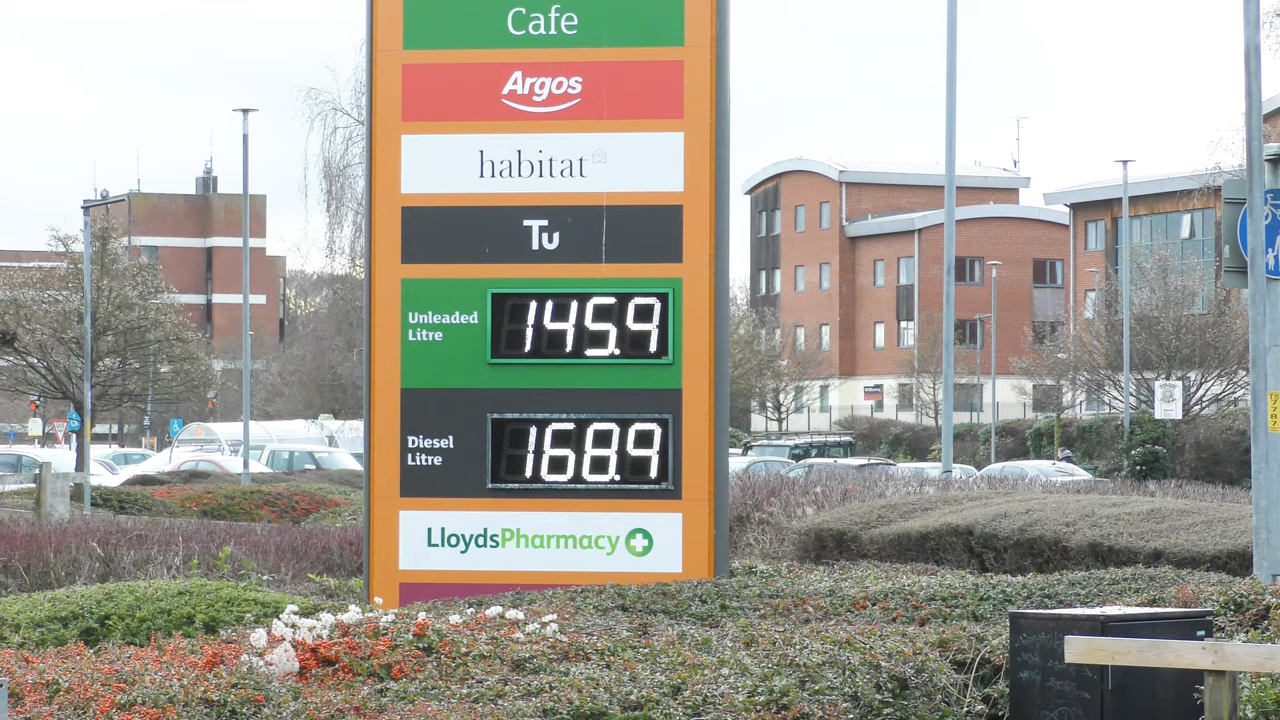 Cafe
Argos
habitat
Tu
Unleaded
Litre
145.9
Diesel
Litre
168.9
LloydsPharmacy